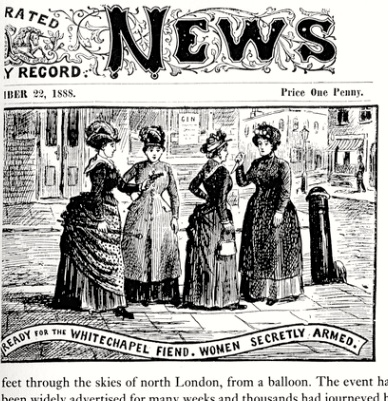 RATED
NEWS
Y RECORD.
IBER 22, 1888.
Price One Penny.
GIN
READY FOR THE WHITECHAPEL FIEND. WOMEN SECRETLY ARMED.
feet through the skies of north London, from a balloon. The event ha
been widely advertised for many weeks and thousands had journeyed b